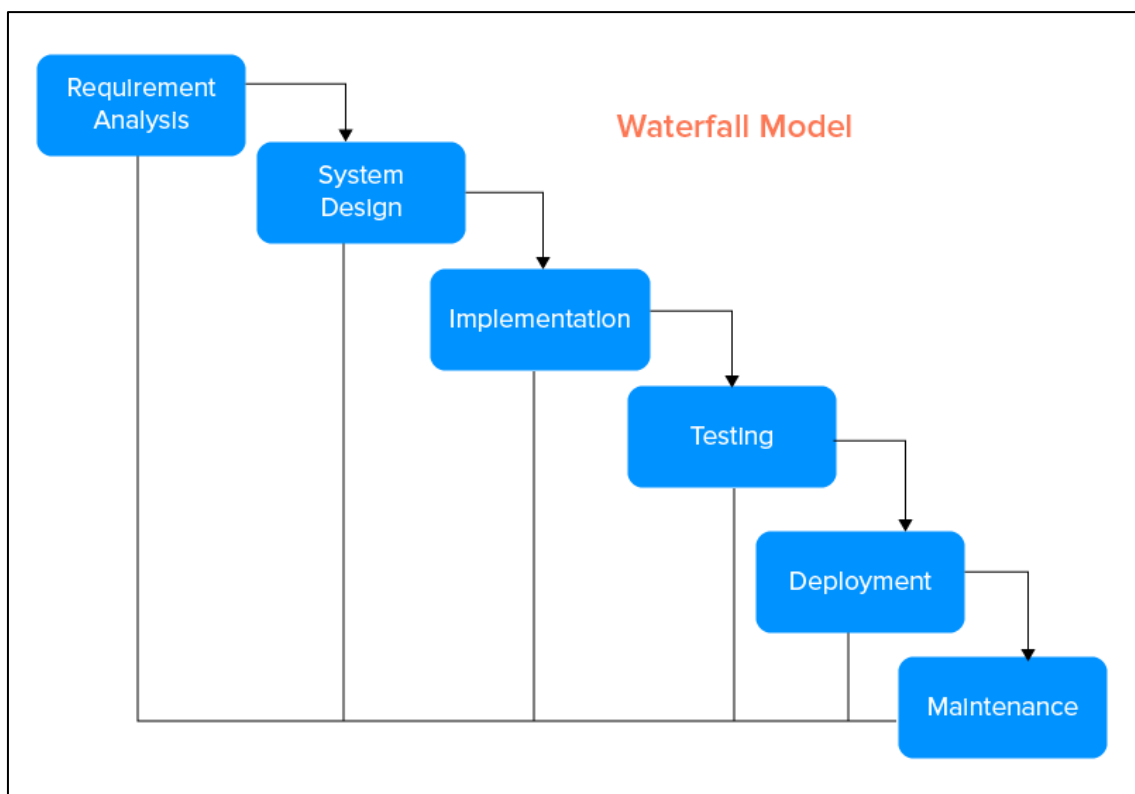 Requirement
Analysis
Waterfall Model
System
Design
Implementation
Testing
Deployment
Maintenance